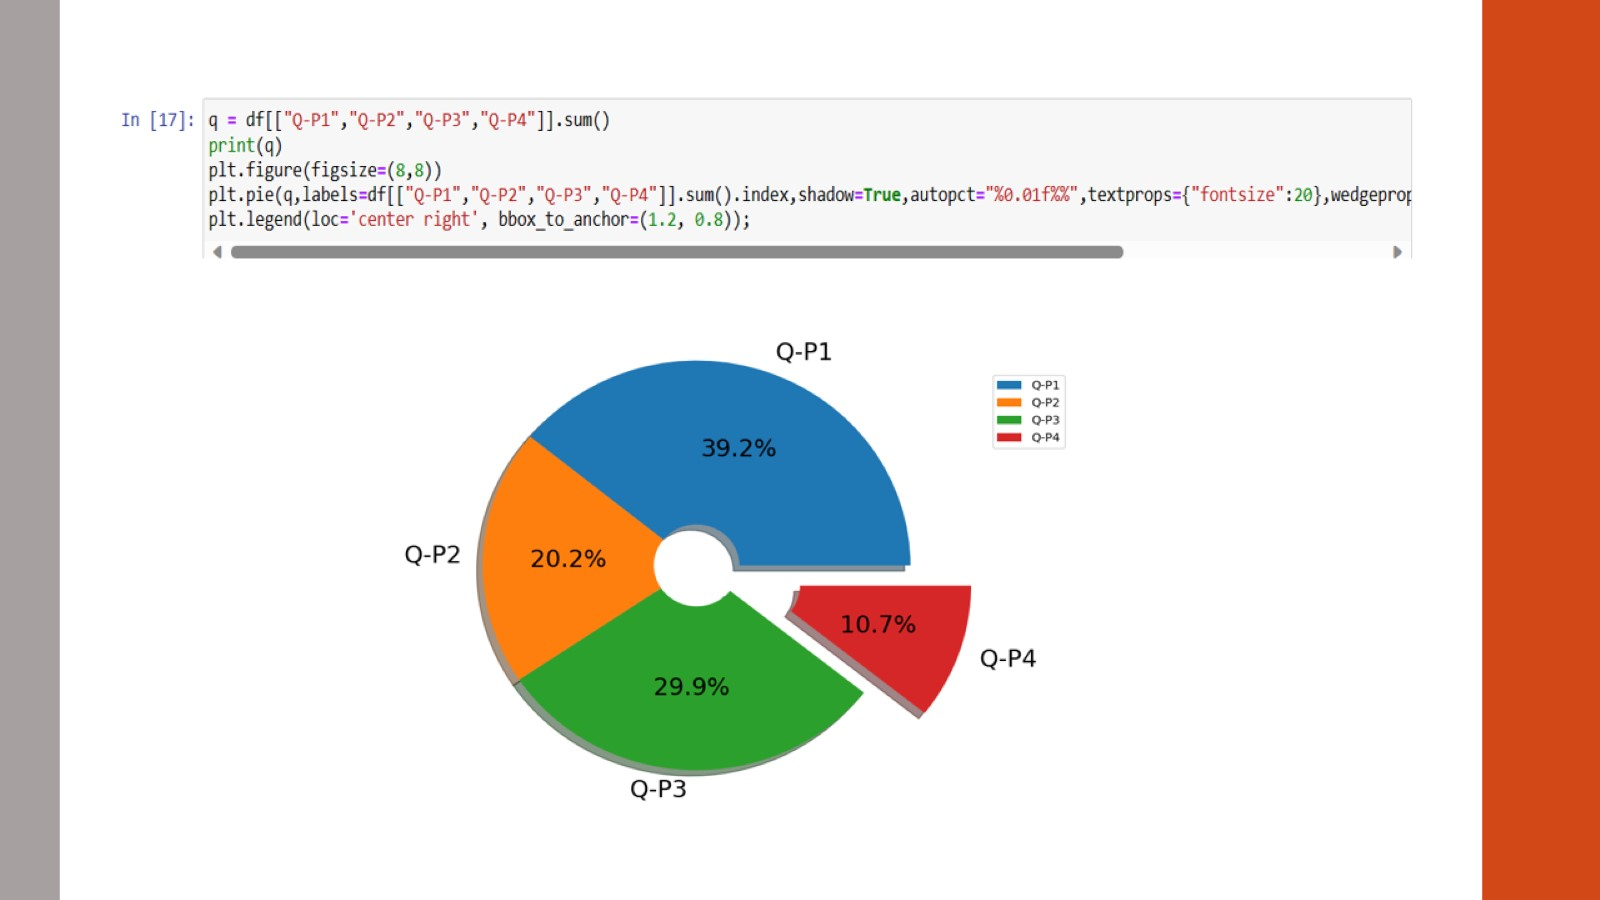 In [17]: q = df[["Q-P1","Q-P2","Q-P3","Q-P4"]].sum()
print(q)
plt.figure(figsize=(8,8))
plt.pie(q,labels=df[["Q-P1","Q-P2","Q-P3","Q-P4"]].sum().index,shadow=True,autopct="%0.01f%%",textprops={"fontsize":20},wedgeprop
plt.legend(loc='center right', bbox_to_anchor=(1.2, 0.8));
Q-P1
Q-P1
Q-P2
Q-P3
Q-P4
39.2%
Q-P2
20.2%
10.7%
Q-P4
29.9%
Q-P3